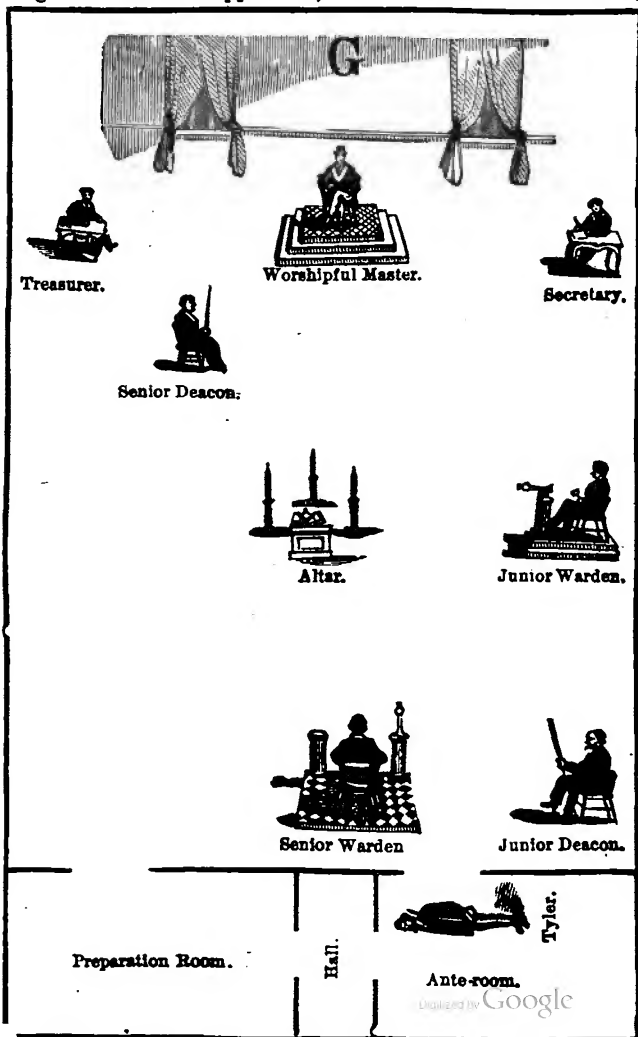 G
Treasurer.
Worshipful Master.
Secretary.
Senior Deacon.
Altar.
Junior Warden.
Senior Warden
Junior Deacon.
Preparation Room.
Hall.
Tyler.
Ante-room.
Digitized by Google